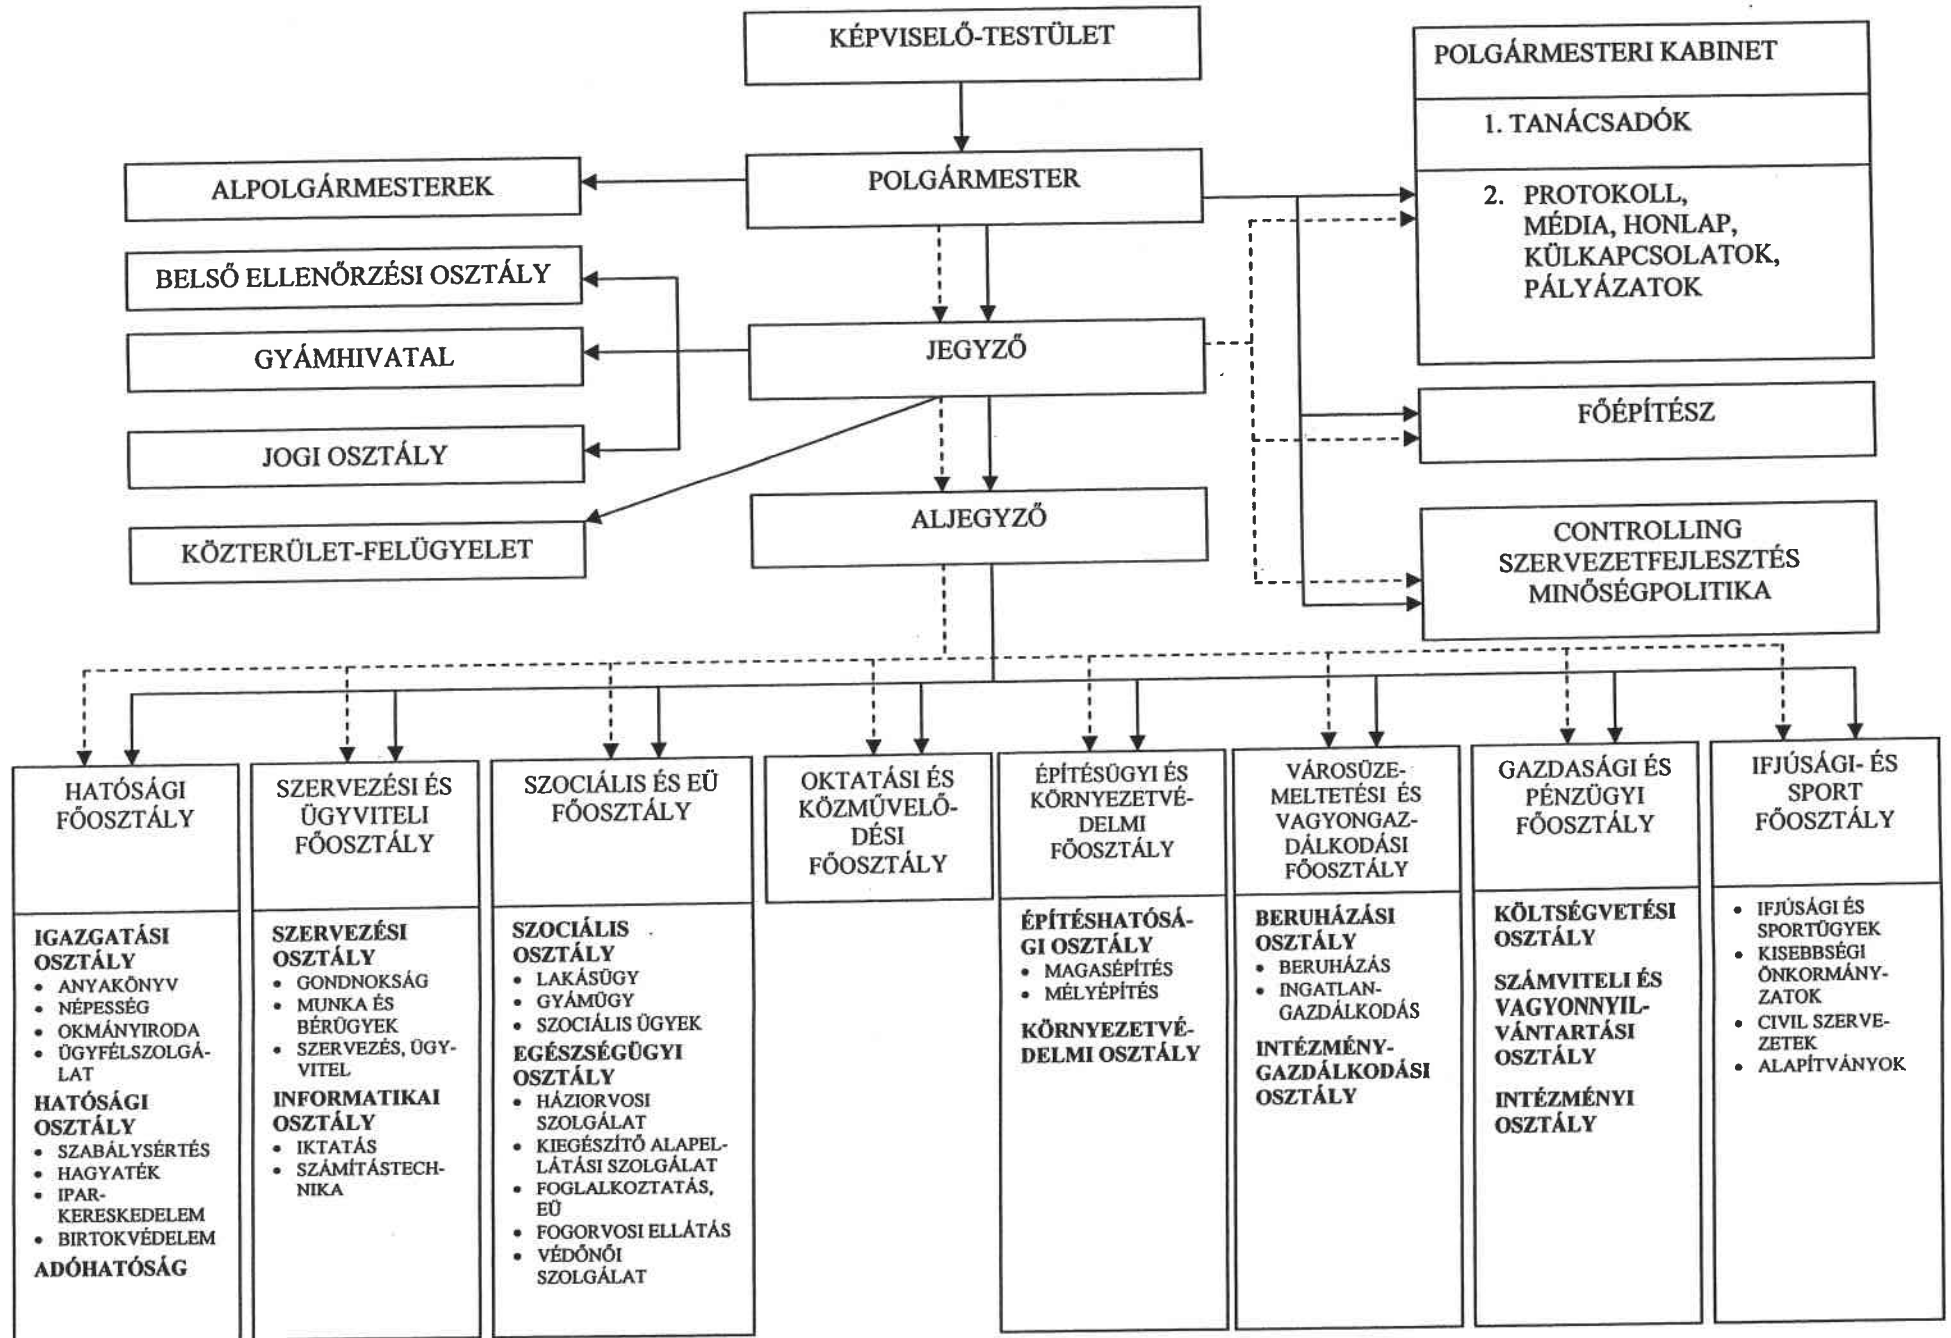 KÉPVISELŐ-TESTÜLET
POLGÁRMESTERI KABINET
1. TANÁCSADÓK
2. PROTOKOLL,
MÉDIA, HONLAP,
KÜLKAPCSOLATOK,
PÁLYÁZATOK
ALPOLGÁRMESTEREK
POLGÁRMESTER
BELSŐ ELLENŐRZÉSI OSZTÁLY
GYÁMHIVATAL
JEGYZŐ
JOGI OSZTÁLY
FŐÉPÍTÉSZ
KÖZTERÜLET-FELÜGYELET
ALJEGYZŐ
CONTROLLING
SZERVEZETFEJLESZTÉS
MINŐSÉGPOLITIKA
HATÓSÁGI
FŐOSZTÁLY
IGAZGATÁSI
OSZTÁLY
• ANYAKÖNYV
• NÉPESSÉG
• OKMÁNYIRODA
• ÜGYFÉLSZOLGÁ-
LAT
HATÓSÁGI
OSZTÁLY
• SZABÁLYSÉRTÉS
• HAGYATÉK
• IPAR-
KERESKEDELEM
• BIRTOKVÉDELEM
ADÓHATÓSÁG
SZERVEZÉSI ÉS
ÜGYVITELI
FŐOSZTÁLY
SZERVEZÉSI
OSZTÁLY
• GONDNOKSÁG
• MUNKA ÉS
BÉRÜGYEK
• SZERVEZÉS, ÜGY-
VITEL
INFORMATIKAI
OSZTÁLY
• IKTATÁS
• SZÁMÍTÁSTECH-
NIKA
SZOCIÁLIS ÉS EÜ
FŐOSZTÁLY
SZOCIÁLIS
OSZTÁLY
• LAKÁSÜGY
• GYÁMÜGY
• SZOCIÁLIS ÜGYEK
EGÉSZSÉGÜGYI
OSZTÁLY
• HÁZIORVOSI
SZOLGÁLAT
• KIEGÉSZÍTŐ ALAPEL-
LÁTÁSI SZOLGÁLAT
• FOGLALKOZTATÁS,
EÜ
• FOGORVOSI ELLÁTÁS
• VÉDŐNŐI
SZOLGÁLAT
OKTATÁSI ÉS
KÖZMŰVELŐ-
DÉSI
FŐOSZTÁLY
ÉPÍTÉSÜGYI ÉS
KÖRNYEZETVÉ-
DELMI
FŐOSZTÁLY
ÉPÍTÉSHATÓSÁ-
GI OSZTÁLY
• MAGASÉPÍTÉS
• MÉLYÉPÍTÉS
KÖRNYEZETVÉ-
DELMI OSZTÁLY
VÁROSÜZE-
MELTETÉSI ÉS
VAGYONGAZ-
DÁLKODÁSI
FŐOSZTÁLY
BERUHÁZÁSI
OSZTÁLY
• BERUHÁZÁS
• INGATLAN-
GAZDÁLKODÁS
INTÉZMÉNY-
GAZDÁLKODÁSI
OSZTÁLY
GAZDASÁGI ÉS
PÉNZÜGYI
FŐOSZTÁLY
KÖLTSÉGVETÉSI
OSZTÁLY
SZÁMVITELI ÉS
VAGYONNYIL-
VÁNTARTÁSI
OSZTÁLY
INTÉZMÉNYI
OSZTÁLY
IFJÚSÁGI- ÉS
SPORT
FŐOSZTÁLY
• IFJÚSÁGI ÉS
SPORTÜGYEK
• KISEBBSÉGI
ÖNKORMÁNY-
ZATOK
• CIVIL SZERVE-
ZETEK
• ALAPÍTVÁNYOK